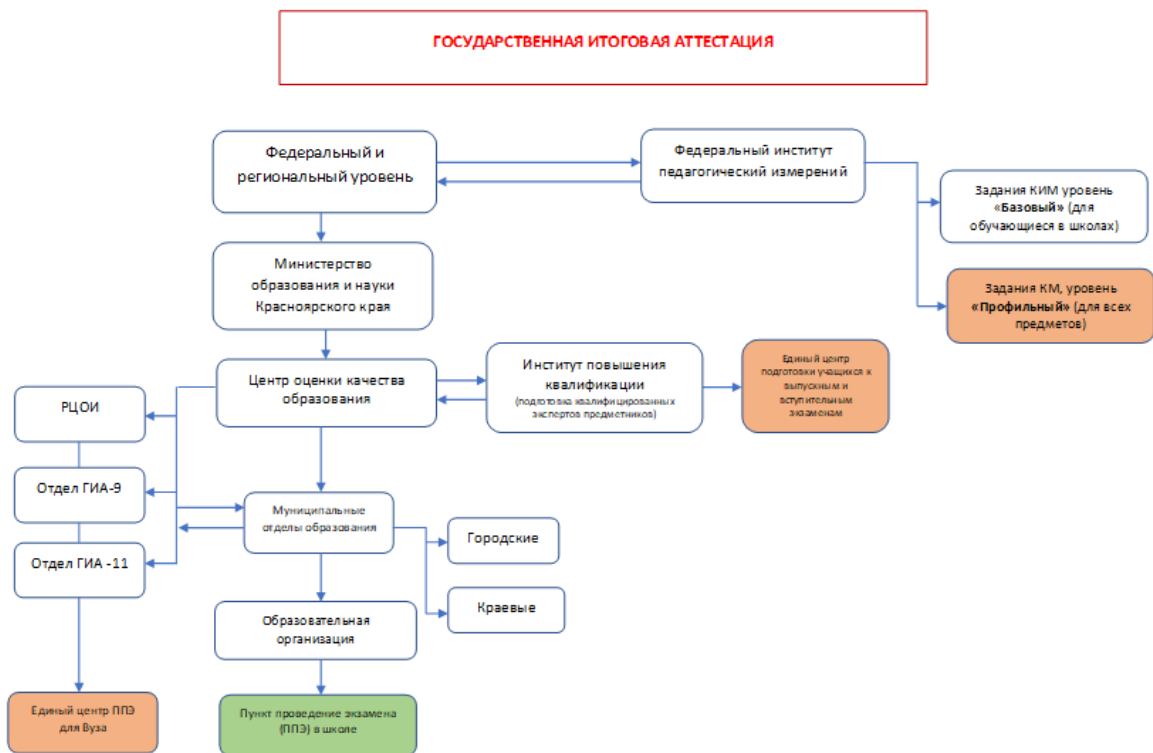 ГОСУДАРСТВЕННАЯ ИТОГОВАЯ АТТЕСТАЦИЯ
Федеральный и
региональный уровень
Федеральный институт
педагогический измерений
Задания КИМ уровень
«Базовый» (для
обучающиеся в школах)
Министерство
образования и науки
Красноярского края
Задания КМ, уровень
«Профильный» (для всех
предметов)
Центр оценки качества
образования
Институт повышения
квалификации
(подготовка квалифицированных
экспертов предметников)
Единый центр
подготовки учащихся к
выпускным и
вступительным
экзаменам
РЦОИ
Отдел ГИА-9
Муниципальные
отделы образования
Городские
Отдел ГИА -11
Краевые
Образовательная
организация
Единый центр ППЭ
для Вуза
Пункт проведение экзамена
(ППЭ) в школе